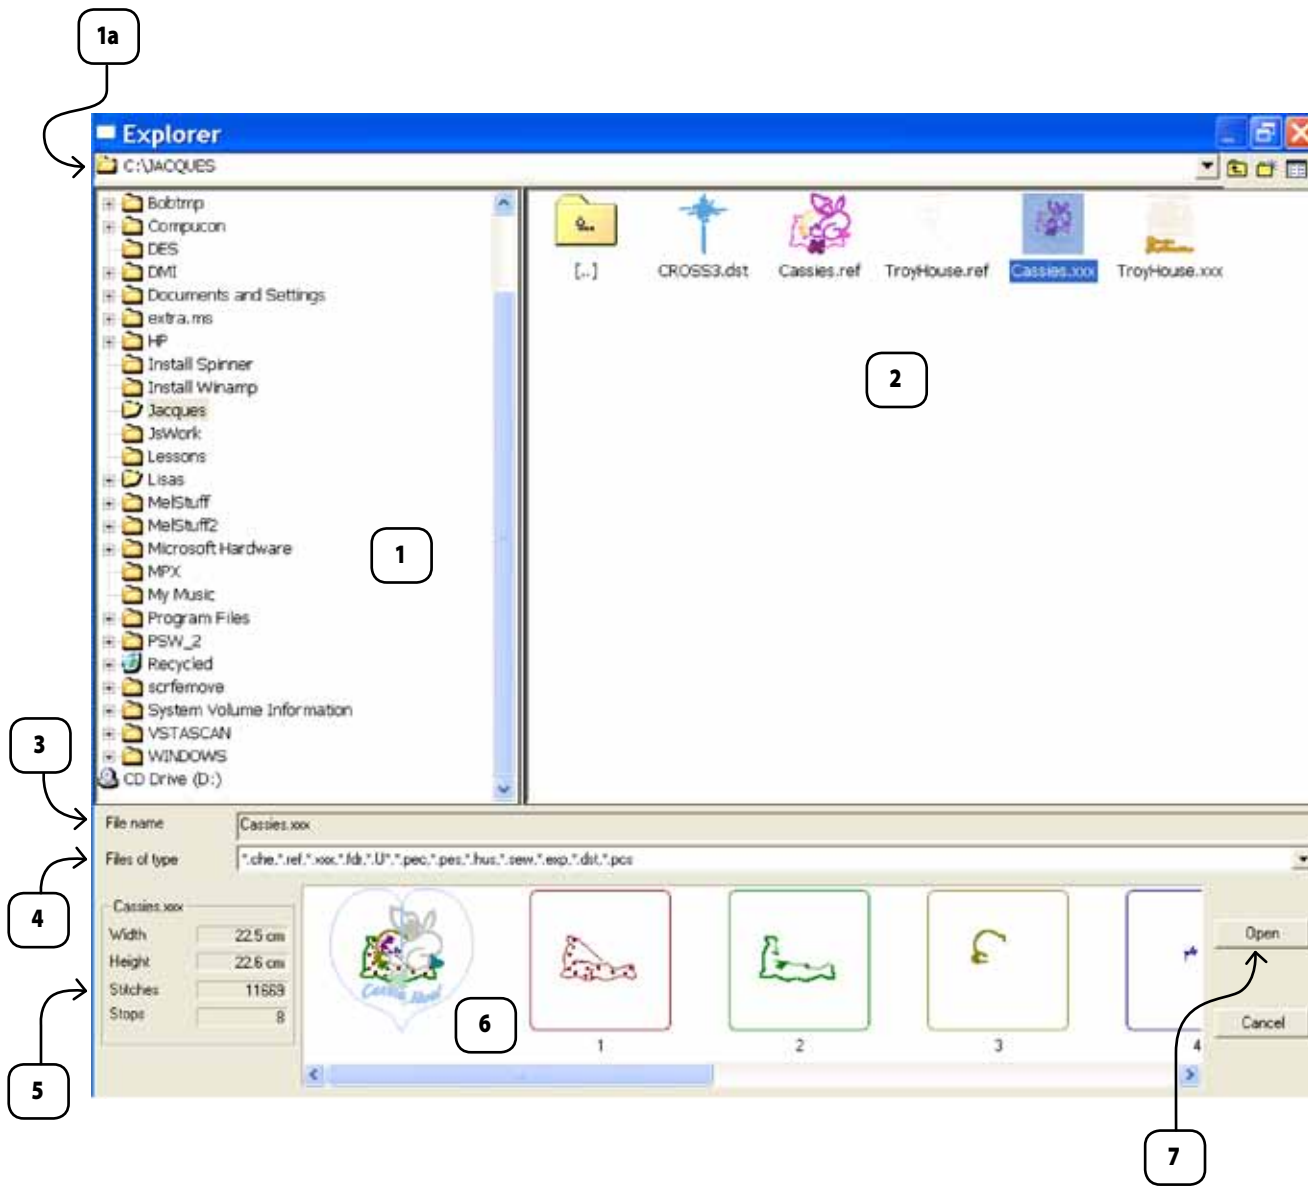 1a
Explorer
C:\JACQUES
Bobtmp
Compucon
DES
DMI
Documents and Settings
extra.ms
HP
Install Spinner
Install Winamp
Jacques
JsWork
Lessons
Lisas
MelStuff
MelStuff2
Microsoft Hardware
MPX
My Music
Program Files
PSW_2
Recycled
scrfemove
System Volume Information
VSTASCAN
WINDOWS
CD Drive (D:)
1
[..]
CROSS3.dst
Cassies.ref
TroyHouse.ref
Cassies.xxx
TroyHouse.xxx
2
3
File name Cassies.xxx
4
Files of type *.che,*.ref,*.xxx,*.fdr,*.U*,*.pec,*.pes,*.hus,*.sew,*.exp,*.dst,*.pcs
5
Cassies.xxx
Width 22.5 cm
Height 22.6 cm
Stitches 11669
Stops 8
6
1 2 3 4
Open
Cancel
7